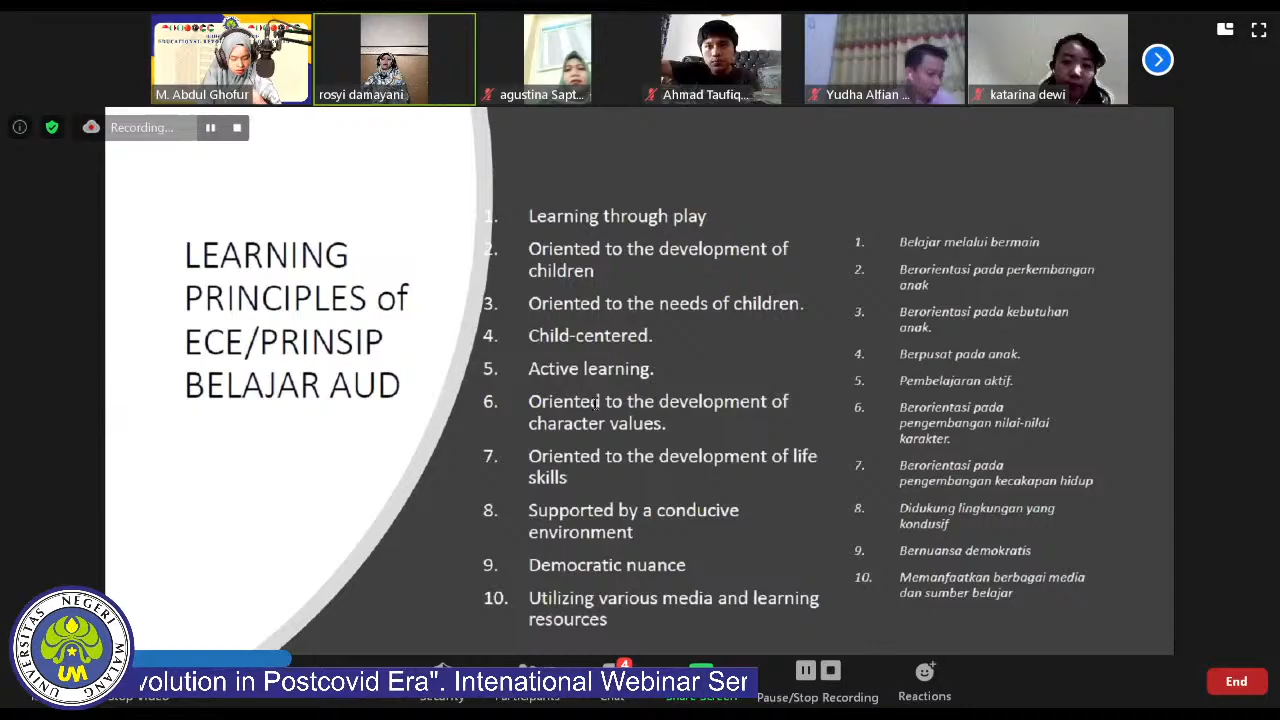 EDUCATIONAL REVOL
M. Abdul Ghofur
rosyi damayani
agustina Sapt...
Ahmad Taufiq...
Yudha Alfian ...
katarina dewi
Recording...
LEARNING
PRINCIPLES of
ECE/PRINSIP
BELAJAR AUD
1. Learning through play
2. Oriented to the development of
children
3. Oriented to the needs of children.
4. Child-centered.
5. Active learning.
6. Oriented to the development of
character values.
7. Oriented to the development of life
skills
8. Supported by a conducive
environment
9. Democratic nuance
10. Utilizing various media and learning
resources
1. Belajar melalui bermain
2. Berorientasi pada perkembangan
anak
3. Berorientasi pada kebutuhan
anak.
4. Berpusat pada anak.
5. Pembelajaran aktif.
6. Berorientasi pada
pengembangan nilai-nilai
karakter.
7. Berorientasi pada
pengembangan kecakapan hidup
8. Didukung lingkungan yang
kondusif
9. Bernuansa demokratis
10. Memanfaatkan berbagai media
dan sumber belajar
UNIVERSITAS NEGERI MALANG
UM
4
volution in Postcovid Era". Intenational Webinar Ser
Pause/Stop Recording
Reactions
End